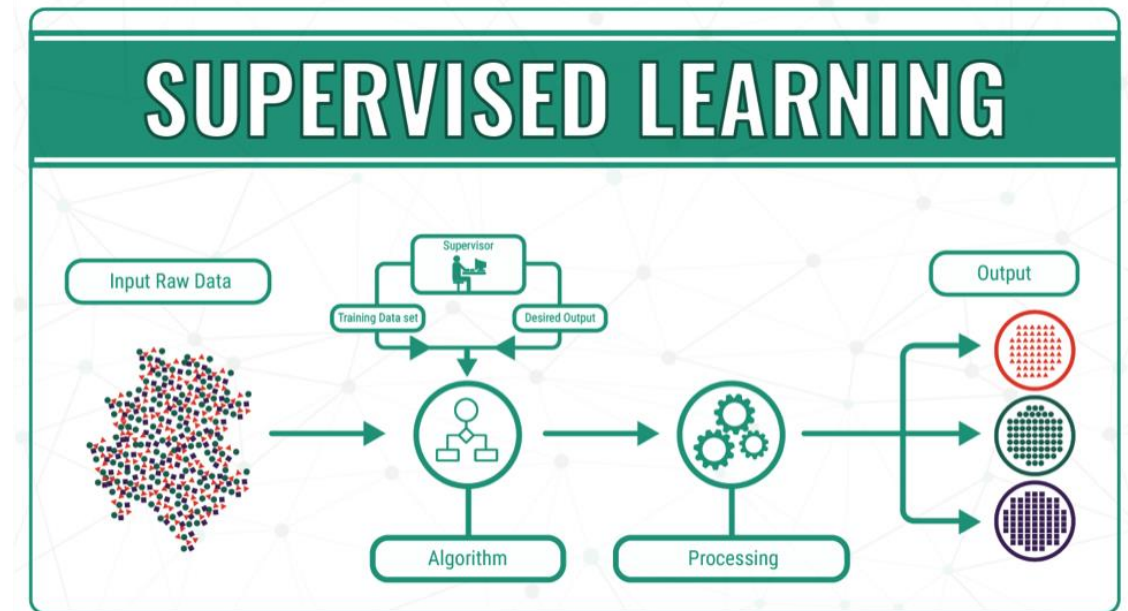 SUPERVISED LEARNING
Input Raw Data
Supervisor
Training Data set
Desired Output
Output
Algorithm
Processing